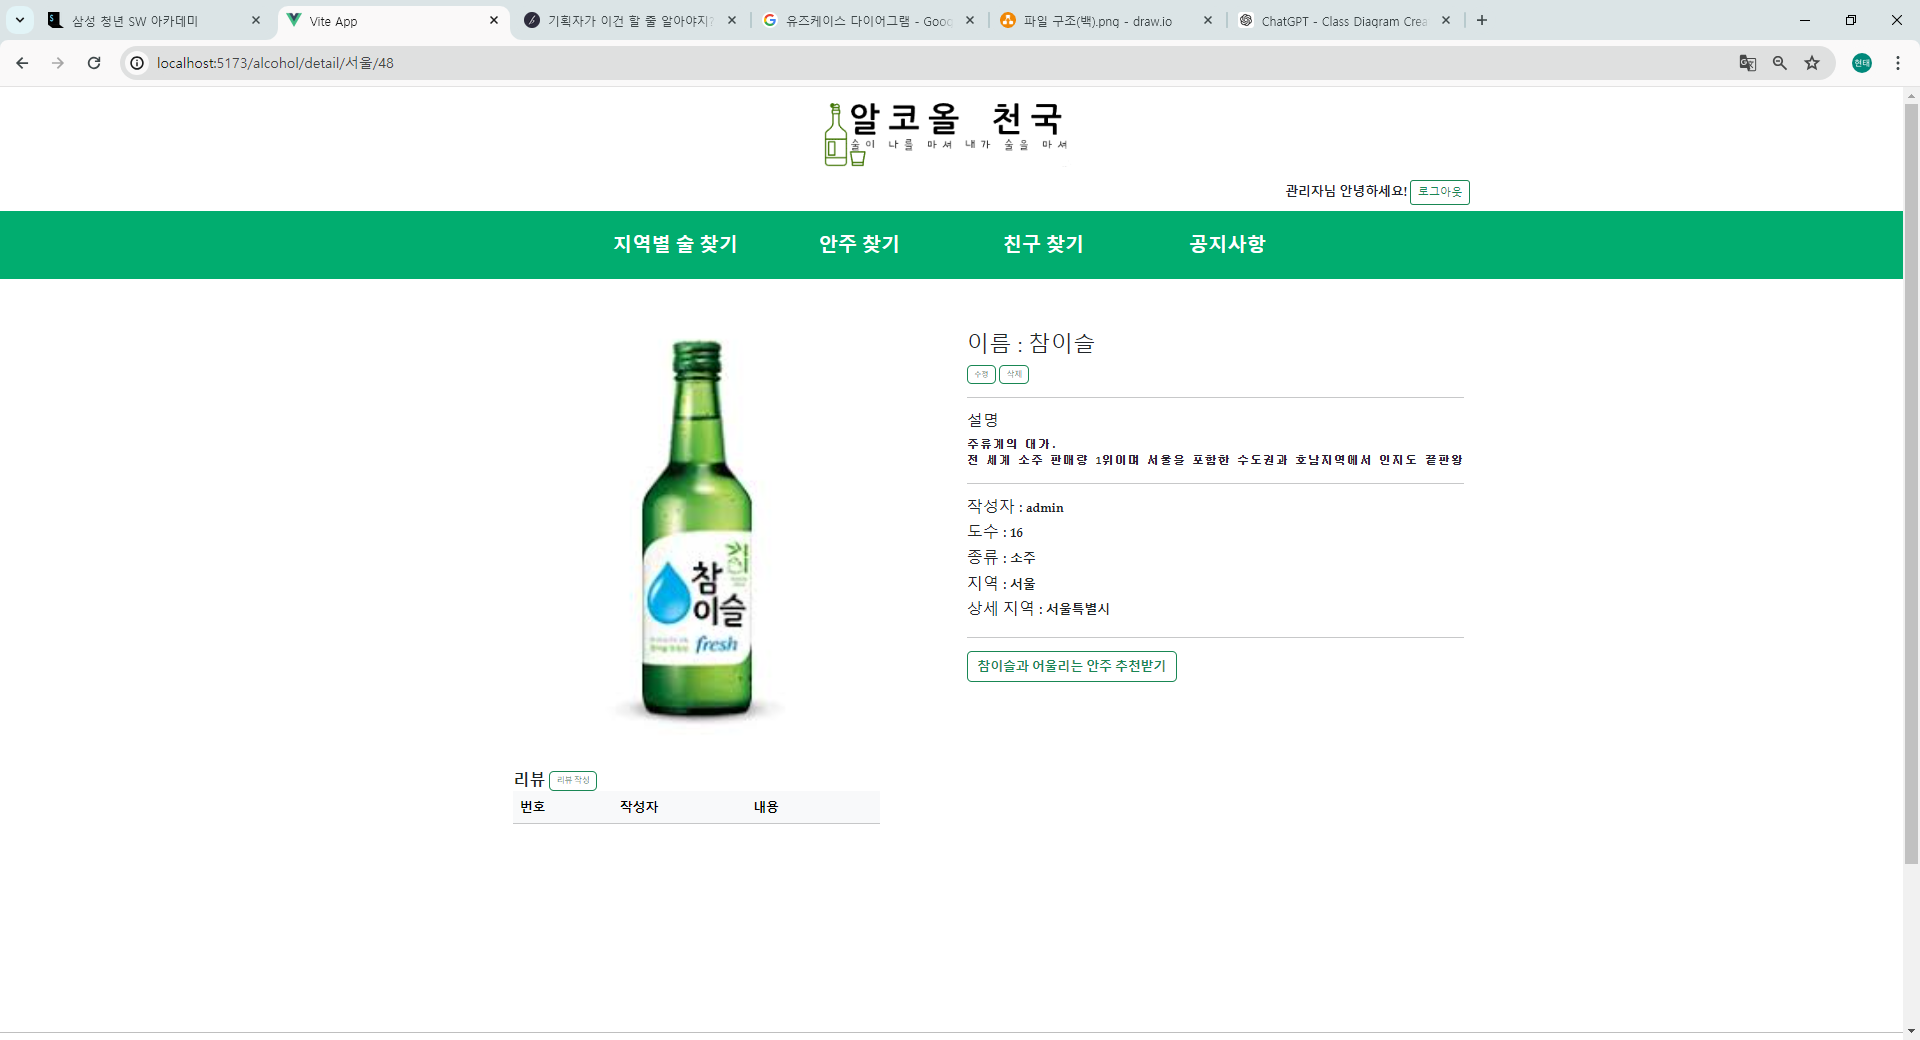 삼성 청년 SW 아카데미
Vite App
기획자가 이건 할 줄 알아야지?
유즈케이스 다이어그램 - Goog
파일 구조(백).png - draw.io
ChatGPT - Class Diagram Crea
localhost:5173/alcohol/detail/서울/48
현태
알코올 천국
술이 나를 마셔 내가 술을 마셔
관리자님 안녕하세요! 로그아웃
지역별 술 찾기 안주 찾기 친구 찾기 공지사항
이름 : 참이슬
수정 삭제
설명
주류계의 대가.
전 세계 소주 판매량 1위이며 서울을 포함한 수도권과 호남지역에서 인지도 끝판왕
작성자 : admin
도수 : 16
종류 : 소주
지역 : 서울
상세 지역 : 서울특별시
참이슬과 어울리는 안주 추천받기
참
이슬
fresh
리뷰 리뷰 작성
번호 작성자 내용